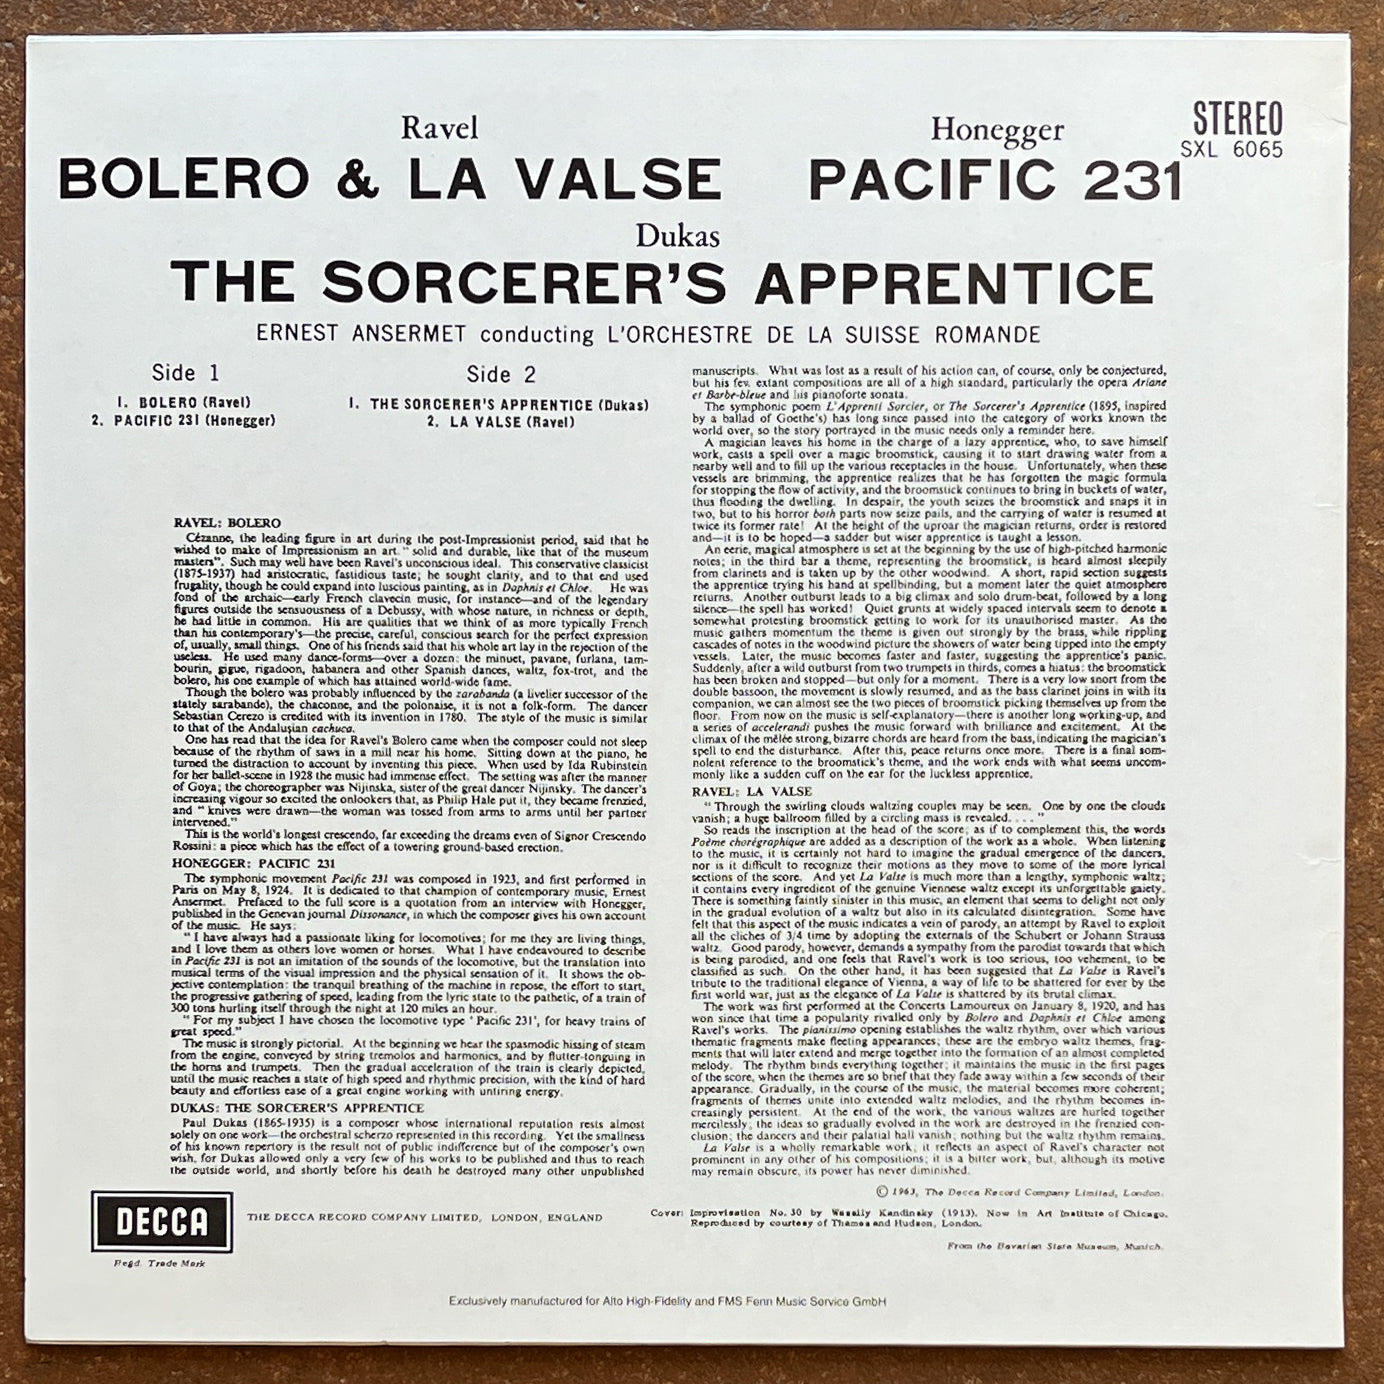 Ravel
Honegger
STEREO
SXL 6065
BOLERO & LA VALSE
PACIFIC 231
Dukas
THE SORCERER'S APPRENTICE
ERNEST ANSERMET conducting L'ORCHESTRE DE LA SUISSE ROMANDE
Side 1
1. BOLERO (Ravel)
2. PACIFIC 231 (Honegger)
Side 2
1. THE SORCERER'S APPRENTICE (Dukas)
2. LA VALSE (Ravel)
RAVEL: BOLERO
Cézanne, the leading figure in art during the post-Impressionist period, said that he
wished to make of Impressionism an art " solid and durable, like that of the museum
masters". Such may well have been Ravel's unconscious ideal. This conservative classicist
(1875-1937) had aristocratic, fastidious taste; he sought clarity, and to that end used
frugality, though he could expand into luscious painting, as in Daphnis et Chloe. He was
fond of the archaic—early French clavecin music, for instance—and of the legendary
figures outside the sensuousness of a Debussy, with whose nature, in richness or depth,
he had little in common. His are qualities that we think of as more typically French
than his contemporary's—the precise, careful, conscious search for the perfect expression
of, usually, small things. One of his friends said that his whole art lay in the rejection of the
useless. He used many dance-forms—over a dozen: the minuet, pavane, furlana, tam-
bourin, gigue, rigadoon, habanera and other Spanish dances, waltz, fox-trot, and the
bolero, his one example of which has attained world-wide fame.
Though the bolero was probably influenced by the zarabanda (a livelier successor of the
stately sarabande), the chaconne, and the polonaise, it is not a folk-form. The dancer
Sebastian Cerezo is credited with its invention in 1780. The style of the music is similar
to that of the Andalusian cachuca.
One has read that the idea for Ravel's Bolero came when the composer could not sleep
because of the rhythm of saws in a mill near his home. Sitting down at the piano, he
turned the distraction to account by inventing this piece. When used by Ida Rubinstein
for her ballet-scene in 1928 the music had immense effect. The setting was after the manner
of Goya; the choreographer was Nijinska, sister of the great dancer Nijinsky. The dancer's
increasing vigour so excited the onlookers that, as Philip Hale put it, they became frenzied,
and " knives were drawn—the woman was tossed from arms to arms until her partner
intervened."
This is the world's longest crescendo, far exceeding the dreams even of Signor Crescendo
Rossini: a piece which has the effect of a towering ground-based erection.
HONEGGER: PACIFIC 231
The symphonic movement Pacific 231 was composed in 1923, and first performed in
Paris on May 8, 1924. It is dedicated to that champion of contemporary music, Ernest
Ansermet. Prefaced to the full score is a quotation from an interview with Honegger,
published in the Genevan journal Dissonance, in which the composer gives his own account
of the music. He says:
" I have always had a passionate liking for locomotives; for me they are living things,
and I love them as others love women or horses. What I have endeavoured to describe
in Pacific 231 is not an imitation of the sounds of the locomotive, but the translation into
musical terms of the visual impression and the physical sensation of it. It shows the ob-
jective contemplation: the tranquil breathing of the machine in repose, the effort to start,
the progressive gathering of speed, leading from the lyric state to the pathetic, of a train of
300 tons hurling itself through the night at 120 miles an hour.
" For my subject I have chosen the locomotive type ' Pacific 231', for heavy trains of
great speed."
The music is strongly pictorial. At the beginning we hear the spasmodic hissing of steam
from the engine, conveyed by string tremolos and harmonics, and by flutter-tonguing in
the horns and trumpets. Then the gradual acceleration of the train is clearly depicted,
until the music reaches a state of high speed and rhythmic precision, with the kind of hard
beauty and effortless ease of a great engine working with untiring energy.
DUKAS: THE SORCERER'S APPRENTICE
Paul Dukas (1865-1935) is a composer whose international reputation rests almost
solely on one work—the orchestral scherzo represented in this recording. Yet the smallness
of his known repertory is the result not of public indifference but of the composer's own
wish, for Dukas allowed only a very few of his works to be published and thus to reach
the outside world, and shortly before his death he destroyed many other unpublished
manuscripts. What was lost as a result of his action can, of course, only be conjectured,
but his few extant compositions are all of a high standard, particularly the opera Ariane
et Barbe-bleue and his pianoforte sonata.
The symphonic poem L'Apprenti Sorcier, or The Sorcerer's Apprentice (1895, inspired
by a ballad of Goethe's) has long since passed into the category of works known the
world over, so the story portrayed in the music needs only a reminder here.
A magician leaves his home in the charge of a lazy apprentice, who, to save himself
work, casts a spell over a magic broomstick, causing it to start drawing water from a
nearby well and to fill up the various receptacles in the house. Unfortunately, when these
vessels are brimming, the apprentice realizes that he has forgotten the magic formula
for stopping the flow of activity, and the broomstick continues to bring in buckets of water,
thus flooding the dwelling. In despair, the youth seizes the broomstick and snaps it in
two, but to his horror both parts now seize pails, and the carrying of water is resumed at
twice its former rate! At the height of the uproar the magician returns, order is restored
and—it is to be hoped—a sadder but wiser apprentice is taught a lesson.
An eerie, magical atmosphere is set at the beginning by the use of high-pitched harmonic
notes; in the third bar a theme, representing the broomstick, is heard almost sleepily
from clarinets and is taken up by the other woodwind. A short, rapid section suggests
the apprentice trying his hand at spellbinding, but a moment later the quiet atmosphere
returns. Another outburst leads to a big climax and solo drum-beat, followed by a long
silence—the spell has worked! Quiet grunts at widely spaced intervals seem to denote a
somewhat protesting broomstick getting to work for its unauthorised master. As the
music gathers momentum the theme is given out strongly by the brass, while rippling
cascades of notes in the woodwind picture the showers of water being tipped into the empty
vessels. Later, the music becomes faster and faster, suggesting the apprentice's panic.
Suddenly, after a wild outburst from two trumpets in thirds, comes a hiatus: the broomstick
has been broken and stopped—but only for a moment. There is a very low snort from the
double bassoon, the movement is slowly resumed, and as the bass clarinet joins in with its
companion, we can almost see the two pieces of broomstick picking themselves up from the
floor. From now on the music is self-explanatory—there is another long working-up, and
a series of accelerandi pushes the music forward with brilliance and excitement. At the
climax of the mêlée strong, bizarre chords are heard from the bass, indicating the magician's
spell to end the disturbance. After this, peace returns once more. There is a final som-
nolent reference to the broomstick's theme, and the work ends with what seems uncom-
monly like a sudden cuff on the ear for the luckless apprentice.
RAVEL: LA VALSE
" Through the swirling clouds waltzing couples may be seen. One by one the clouds
vanish; a huge ballroom filled by a circling mass is revealed. . . . "
So reads the inscription at the head of the score; as if to complement this, the words
Poème chorégraphique are added as a description of the work as a whole. When listening
to the music, it is certainly not hard to imagine the gradual emergence of the dancers,
nor is it difficult to recognize their motions as they move to some of the more lyrical
sections of the score. And yet La Valse is much more than a lengthy, symphonic waltz;
it contains every ingredient of the genuine Viennese waltz except its unforgettable gaiety.
There is something faintly sinister in this music, an element that seems to delight not only
in the gradual evolution of a waltz but also in its calculated disintegration. Some have
felt that this aspect of the music indicates a vein of parody, an attempt by Ravel to exploit
all the cliches of 3/4 time by adopting the externals of the Schubert or Johann Strauss
waltz. Good parody, however, demands a sympathy from the parodist towards that which
is being parodied, and one feels that Ravel's work is too serious, too vehement, to be
classified as such. On the other hand, it has been suggested that La Valse is Ravel's
tribute to the traditional elegance of Vienna, a way of life to be shattered for ever by the
first world war, just as the elegance of La Valse is shattered by its brutal climax.
The work was first performed at the Concerts Lamoureux on January 8, 1920, and has
won since that time a popularity rivalled only by Bolero and Daphnis et Chloe among
Ravel's works. The pianissimo opening establishes the waltz rhythm, over which various
thematic fragments make fleeting appearances; these are the embryo waltz themes, frag-
ments that will later extend and merge together into the formation of an almost completed
melody. The rhythm binds everything together; it maintains the music in the first pages
of the score, when the themes are so brief that they fade away within a few seconds of their
appearance. Gradually, in the course of the music, the material becomes more coherent;
fragments of themes unite into extended waltz melodies, and the rhythm becomes in-
creasingly persistent. At the end of the work, the various waltzes are hurled together
mercilessly; the ideas so gradually evolved in the work are destroyed in the frenzied con-
clusion; the dancers and their palatial hall vanish; nothing but the waltz rhythm remains.
La Valse is a wholly remarkable work; it reflects an aspect of Ravel's character not
prominent in any other of his compositions; it is a bitter work, but, although its motive
may remain obscure, its power has never diminished.
© 1963, The Decca Record Company Limited, London.
DECCA
Regd. Trade Mark
THE DECCA RECORD COMPANY LIMITED, LONDON, ENGLAND
Cover: Improvisation No. 30 by Wassily Kandinsky (1913). Now in Art Institute of Chicago.
Reproduced by courtesy of Thames and Hudson, London.
From the Bavarian State Museum, Munich.
Exclusively manufactured for Alto High-Fidelity and FMS Fenn Music Service GmbH